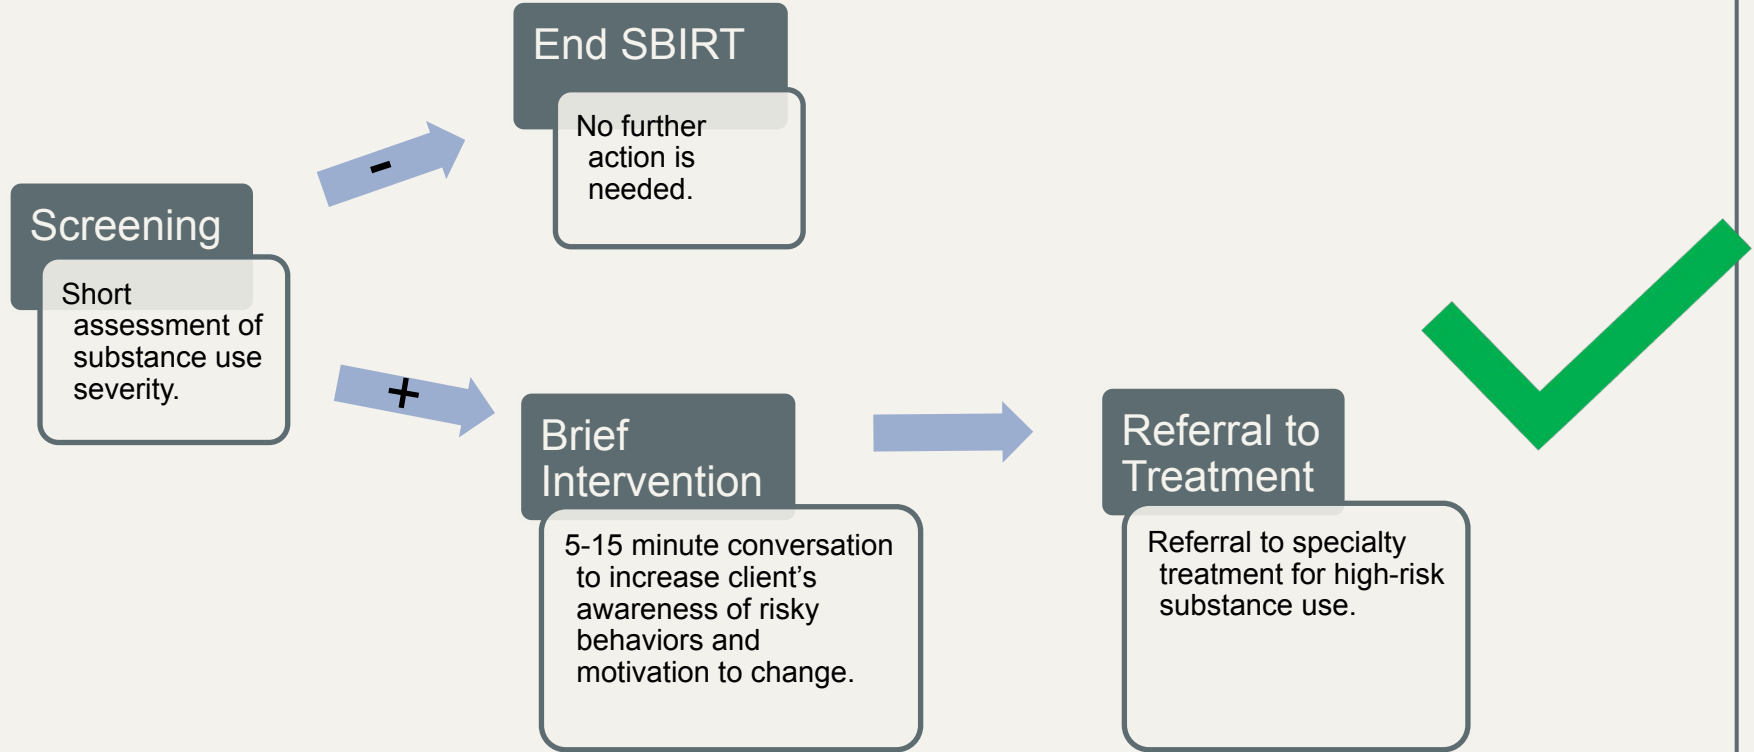 End SBIRT
No further
action is
needed.
-
Screening
Short
assessment of
substance use
severity.
+
Brief
Intervention
5-15 minute conversation
to increase client’s
awareness of risky
behaviors and
motivation to change.
Referral to
Treatment
Referral to specialty
treatment for high-risk
substance use.